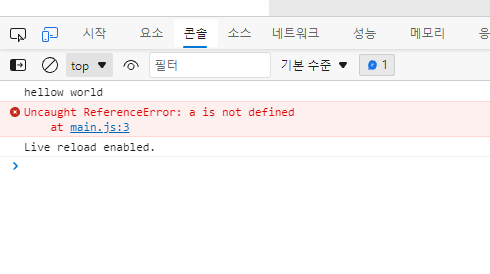 시작 요소 콘솔 소스 네트워크 성능 메모리 응
top 필터 기본 수준 1
hellow world
Uncaught ReferenceError: a is not defined
at main.js:3
Live reload enabled.